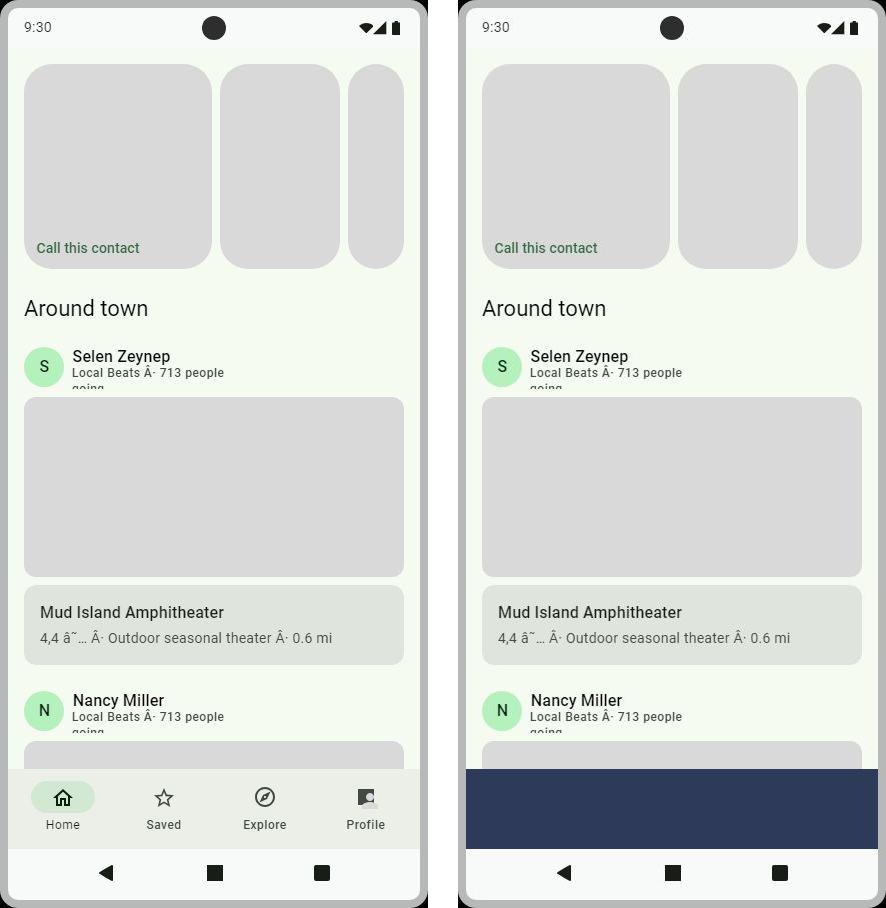 9:30
Call this contact
Around town
S
Selen Zeynep
Local Beats Â· 713 people
going
Mud Island Amphitheater
4,4 â˜… Â· Outdoor seasonal theater Â· 0.6 mi
N
Nancy Miller
Local Beats Â· 713 people
going
Home
Saved
Explore
Profile
9:30
Call this contact
Around town
S
Selen Zeynep
Local Beats Â· 713 people
going
Mud Island Amphitheater
4,4 â˜… Â· Outdoor seasonal theater Â· 0.6 mi
N
Nancy Miller
Local Beats Â· 713 people
going